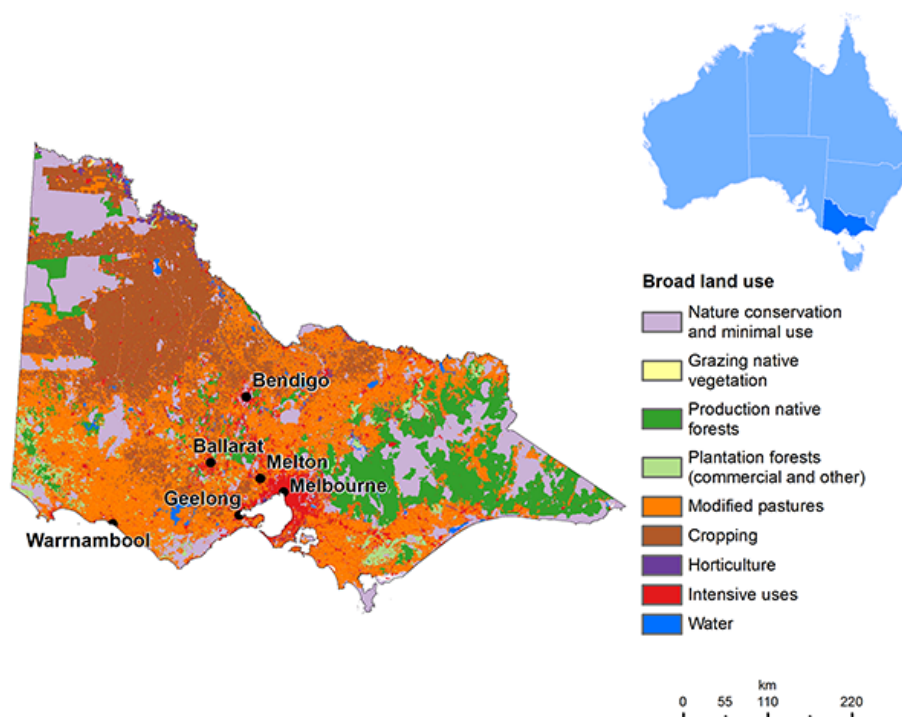 Bendigo
Ballarat
Melton
Melbourne
Geelong
Warrnambool
Broad land use
Nature conservation
and minimal use
Grazing native
vegetation
Production native
forests
Plantation forests
(commercial and other)
Modified pastures
Cropping
Horticulture
Intensive uses
Water
km
0 55 110 220